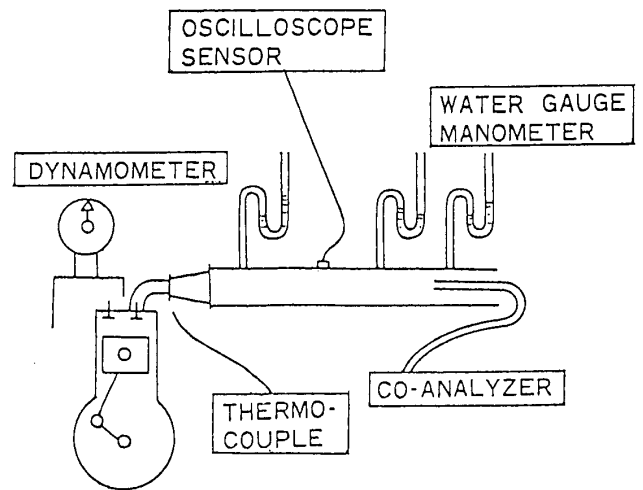 OSCILLOSCOPE
SENSOR
WATER GAUGE
MANOMETER
DYNAMOMETER
THERMO-
COUPLE
CO-ANALYZER